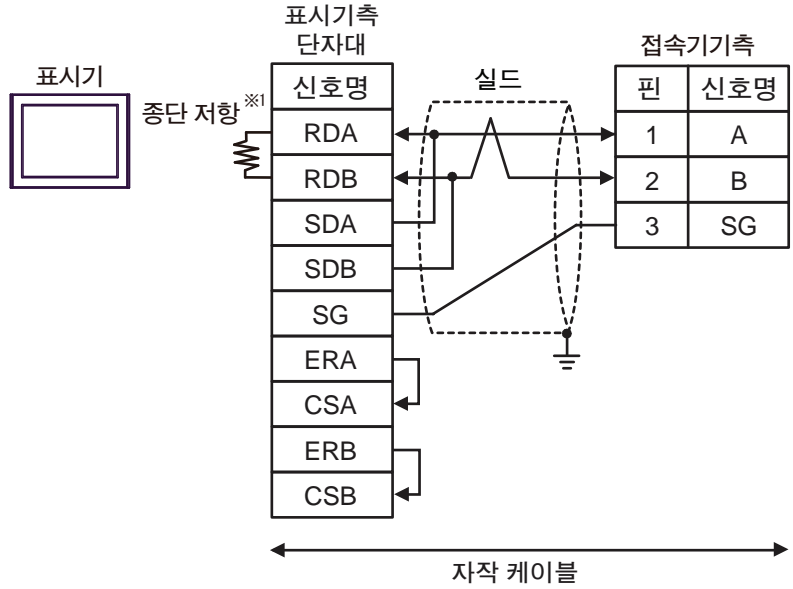 표시기
종단 저항 ※1
표시기측
단자대
신호명
RDA
RDB
SDA
SDB
SG
ERA
CSA
ERB
CSB
실드
접속기기측
핀 신호명
1 A
2 B
3 SG
자작 케이블